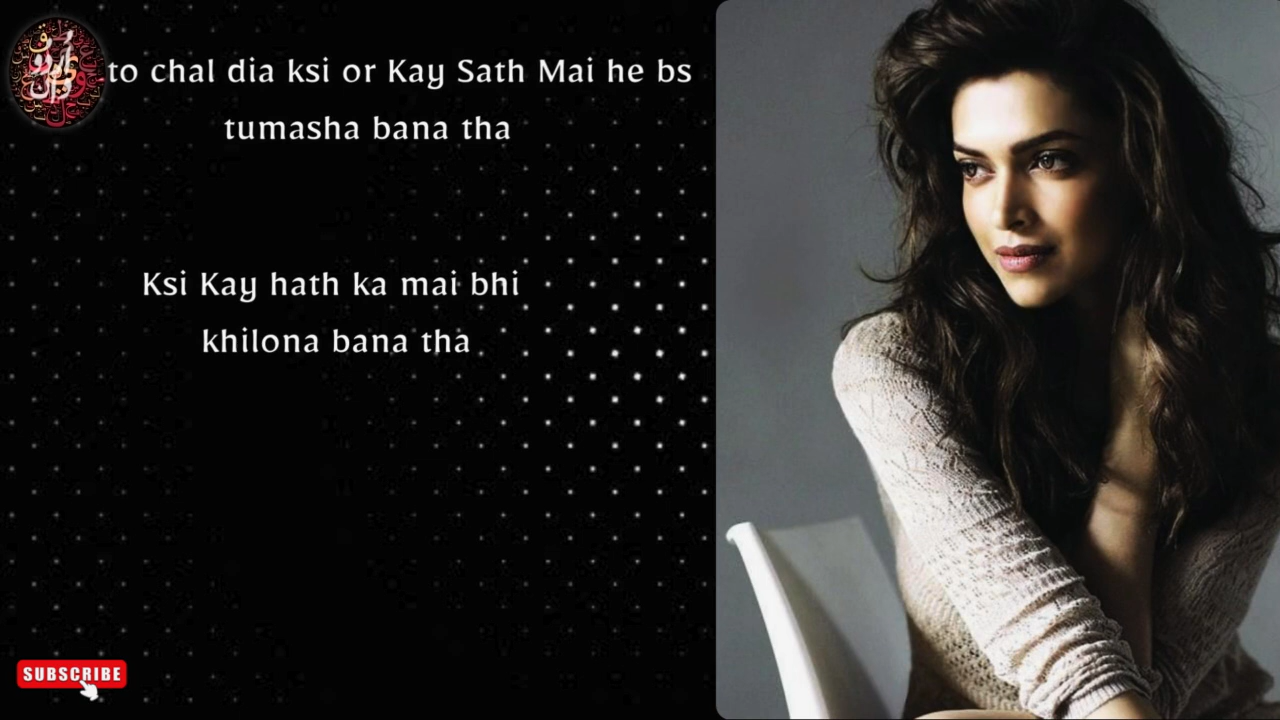 to chal dia ksi or Kay Sath Mai he bs
tumasha bana tha
Ksi Kay hath ka mai bhi
khilona bana tha
SUBSCRIBE